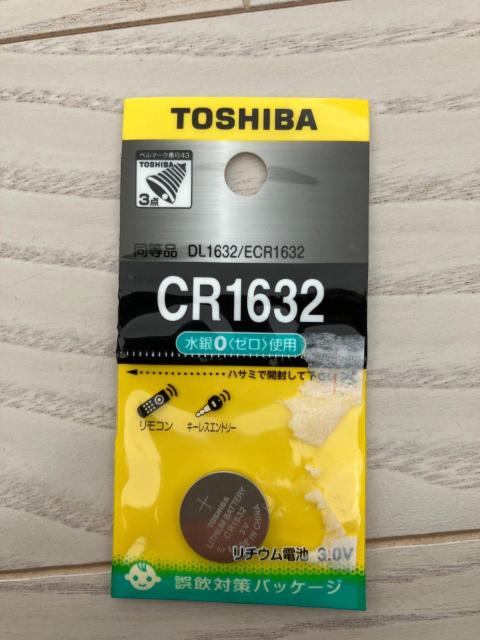 TOSHIBA
ベルマーク番号43
TOSHIBA
3点
同等品 DL1632/ECR1632
CR1632
水銀0〈ゼロ〉使用
ハサミで開封して下
リモコン キーレスエントリー
TOSHIBA
LITHIUM BATTERY
CR1632
3V
IN CHINA
リチウム電池 3.0V
誤飲対策パッケージ